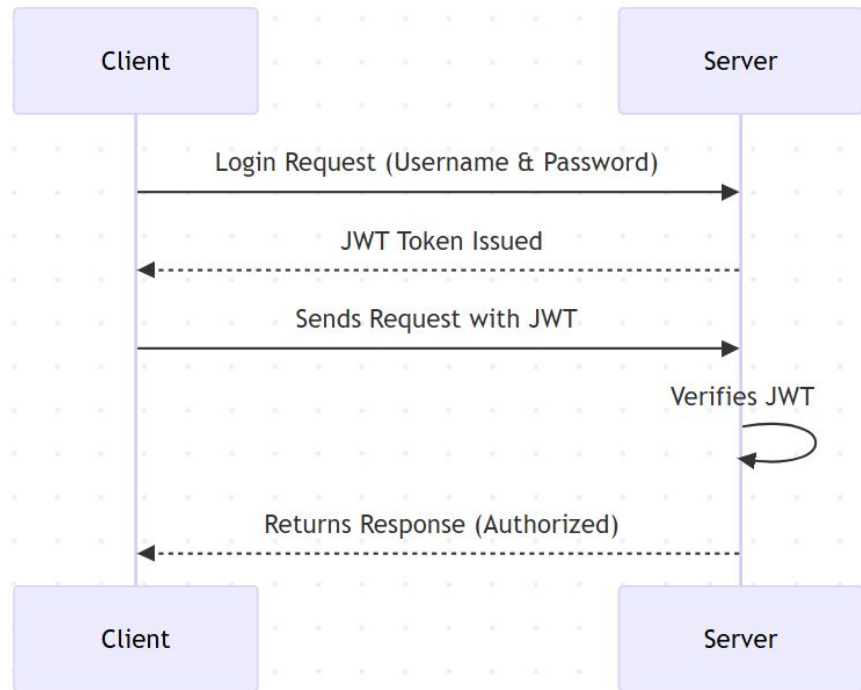 Client
Server
Login Request (Username & Password)
JWT Token Issued
Sends Request with JWT
Verifies JWT
Returns Response (Authorized)
Client
Server